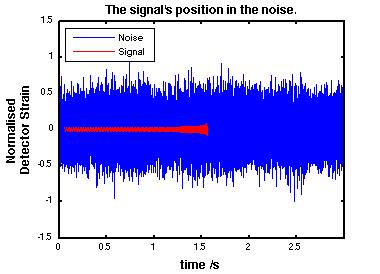 The signal's position in the noise.
1.5
Noise
Signal
1
0.5
0
-0.5
-1
-1.5
Normalised
Detector Strain
0
0.5
1
1.5
2
2.5
time /s